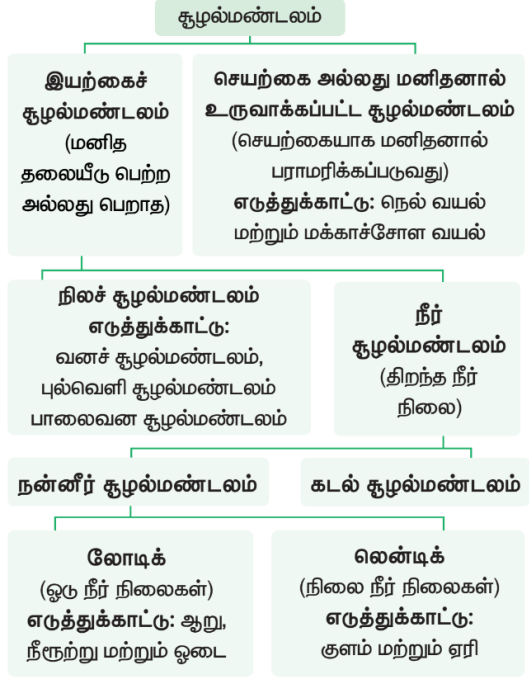 சூழல்மண்டலம்
இயற்கைச்
சூழல்மண்டலம்
(மனித
தலையீடு பெற்ற
அல்லது பெறாத)
செயற்கை அல்லது மனிதனால்
உருவாக்கப்பட்ட சூழல்மண்டலம்
(செயற்கையாக மனிதனால்
பராமரிக்கப்படுவது)
எடுத்துக்காட்டு: நெல் வயல்
மற்றும் மக்காச்சோள வயல்
நிலச் சூழல்மண்டலம்
எடுத்துக்காட்டு:
வனச் சூழல்மண்டலம்,
புல்வெளி சூழல்மண்டலம்
பாலைவன சூழல்மண்டலம்
நீர்
சூழல்மண்டலம்
(திறந்த நீர்
நிலை)
நன்னீர் சூழல்மண்டலம்
கடல் சூழல்மண்டலம்
லோடிக்
(ஓடு நீர் நிலைகள்)
எடுத்துக்காட்டு: ஆறு,
நீரூற்று மற்றும் ஓடை
லென்டிக்
(நிலை நீர் நிலைகள்)
எடுத்துக்காட்டு:
குளம் மற்றும் ஏரி